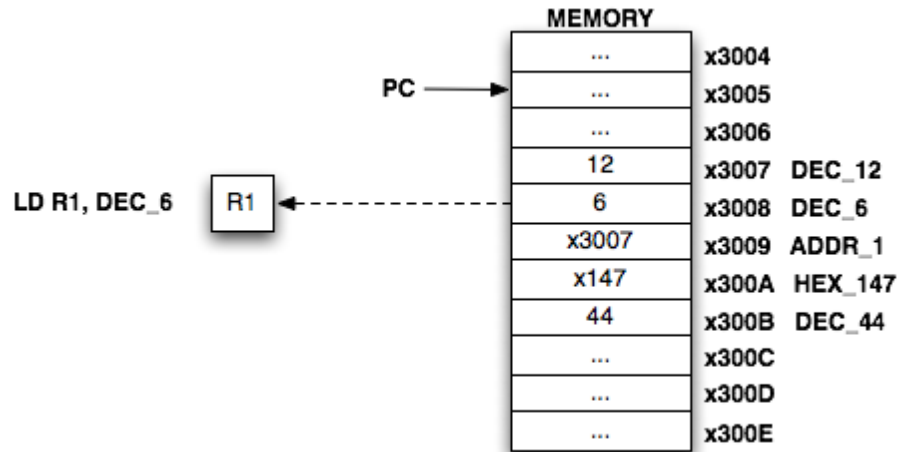 MEMORY
... x3004
PC ... x3005
... x3006
12 x3007 DEC_12
LD R1, DEC_6 R1 6 x3008 DEC_6
x3007 x3009 ADDR_1
x147 x300A HEX_147
44 x300B DEC_44
... x300C
... x300D
... x300E